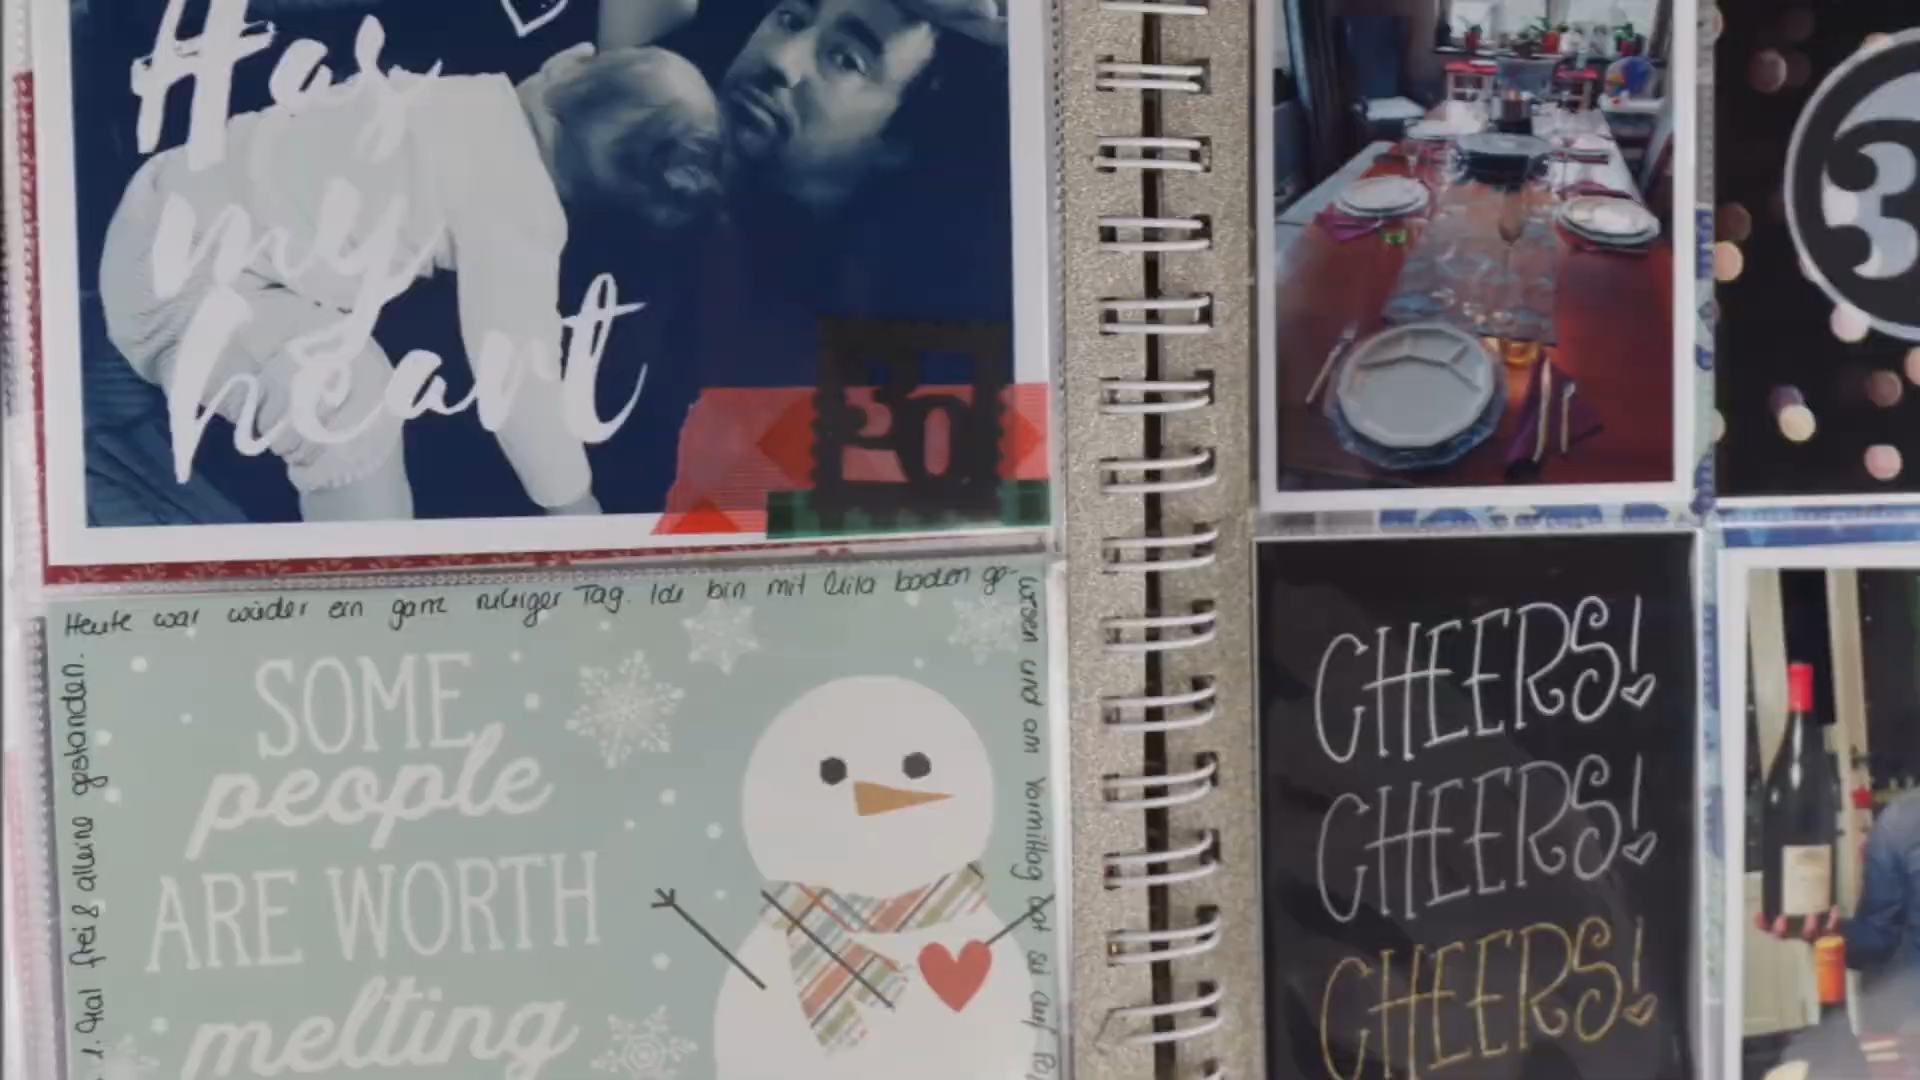 Has
my
heart
20
3
Heute war wieder ein ganz ruhiger Tag. Ich bin mit Mila baden ge-
wesen und am Vormittag hat sie auf
1. Mal frei & alleine gestanden.
SOME
people
ARE WORTH
melting
CHEERS!
CHEERS!
CHEERS!